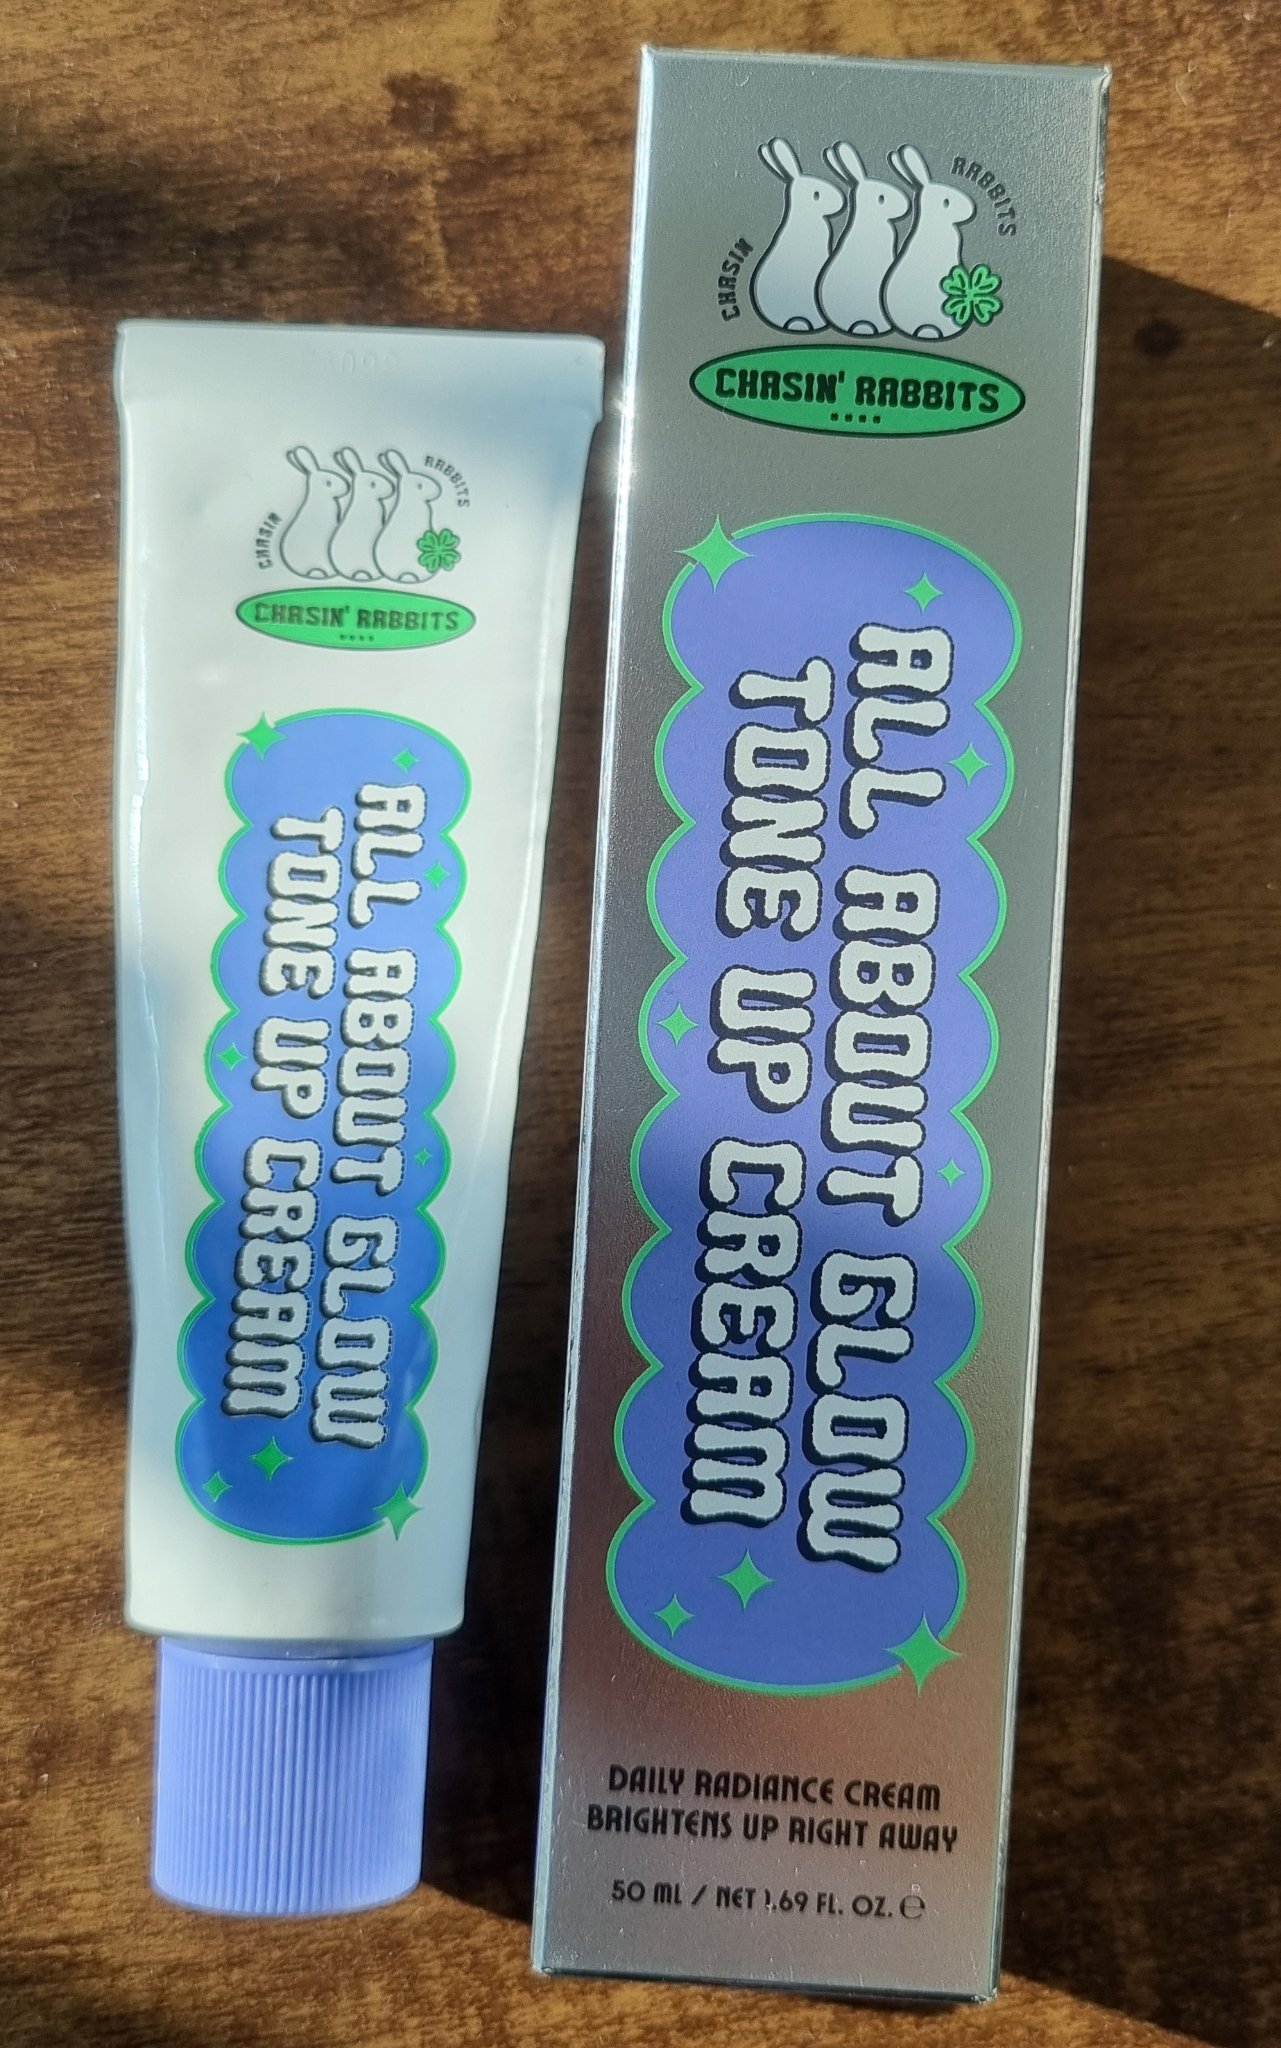 CHASIN
RABBITS
CHASIN' RABBITS
ALL ABOUT GLOW
TONE UP CREAM
CHASIN
RABBITS
CHASIN' RABBITS
ALL ABOUT GLOW
TONE UP CREAM
DAILY RADIANCE CREAM
BRIGHTENS UP RIGHT AWAY
50 ML / NET 1.69 FL. OZ. ℮